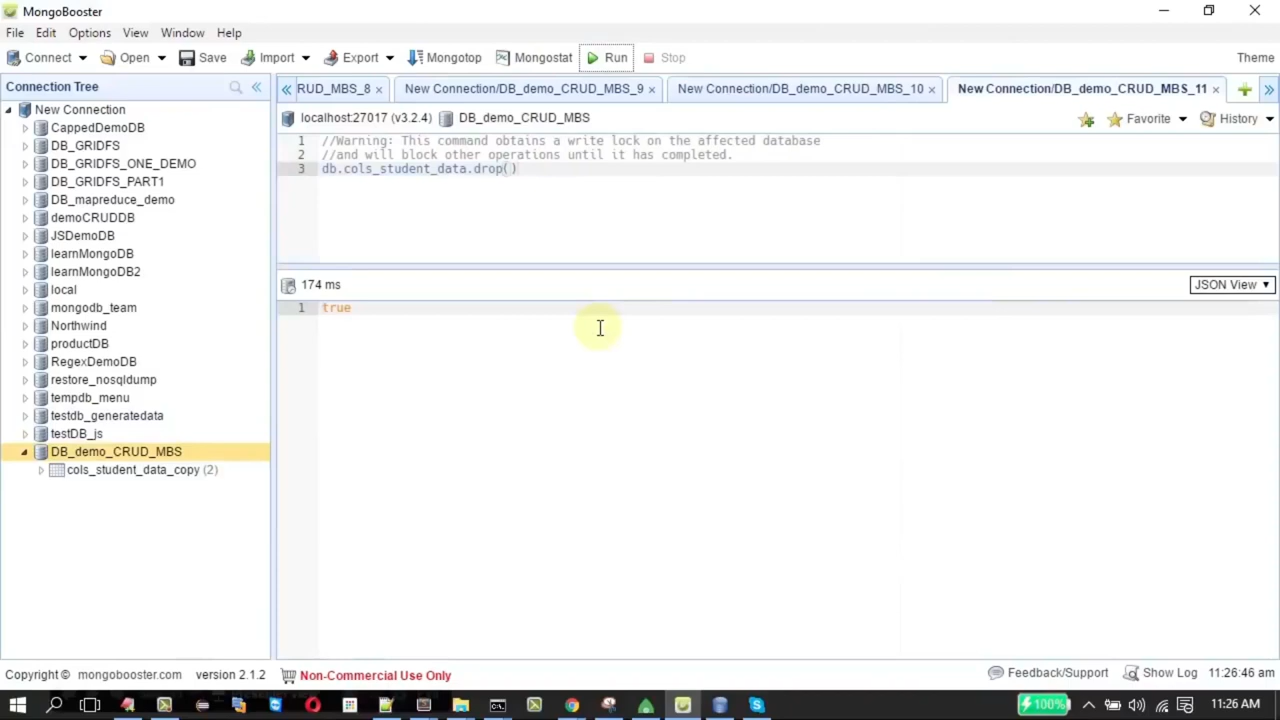 MongoBooster
File Edit Options View Window Help
Connect Open Save Import Export Mongotop Mongostat Run Stop Theme
Connection Tree
RUD_MBS_8 × New Connection/DB_demo_CRUD_MBS_9 × New Connection/DB_demo_CRUD_MBS_10 × New Connection/DB_demo_CRUD_MBS_11 ×
localhost:27017 (v3.2.4) DB_demo_CRUD_MBS Favorite History
1 //Warning: This command obtains a write lock on the affected database
2 //and will block other operations until it has completed.
3 db.cols_student_data.drop()
174 ms JSON View
1 true
New Connection
CappedDemoDB
DB_GRIDFS
DB_GRIDFS_ONE_DEMO
DB_GRIDFS_PART1
DB_mapreduce_demo
demoCRUDDB
JSDemoDB
learnMongoDB
learnMongoDB2
local
mongodb_team
Northwind
productDB
RegexDemoDB
restore_nosqldump
tempdb_menu
testdb_generatedata
testDB_js
DB_demo_CRUD_MBS
cols_student_data_copy (2)
Copyright © mongobooster.com version 2.1.2 Non-Commercial Use Only Feedback/Support Show Log 11:26:46 am
100% 11:26 AM